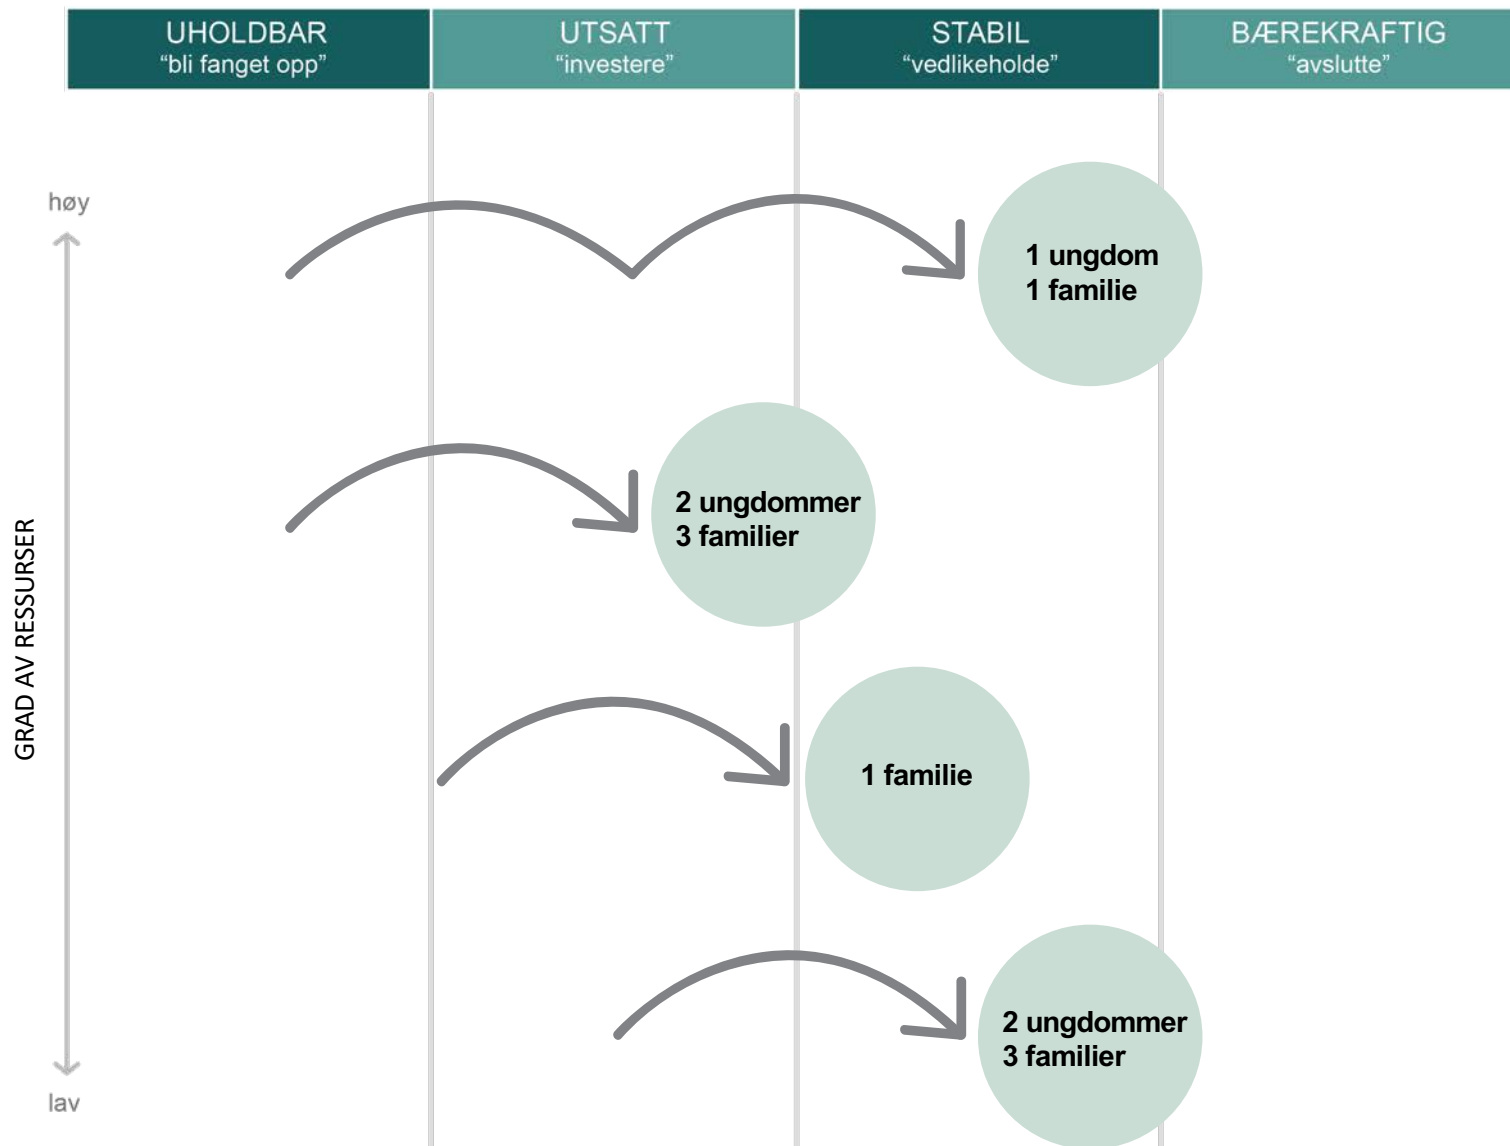 UHOLDBAR
“bli fanget opp”
UTSATT
“investere”
STABIL
“vedlikeholde”
BÆREKRAFTIG
“avslutte”
høy
GRAD AV RESSURSER
lav
1 ungdom
1 familie
2 ungdommer
3 familier
1 familie
2 ungdommer
3 familier